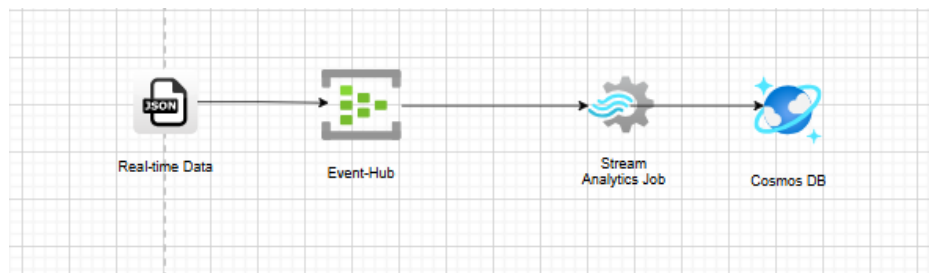 JSON
Real-time Data
Event-Hub
Stream
Analytics Job
Cosmos DB